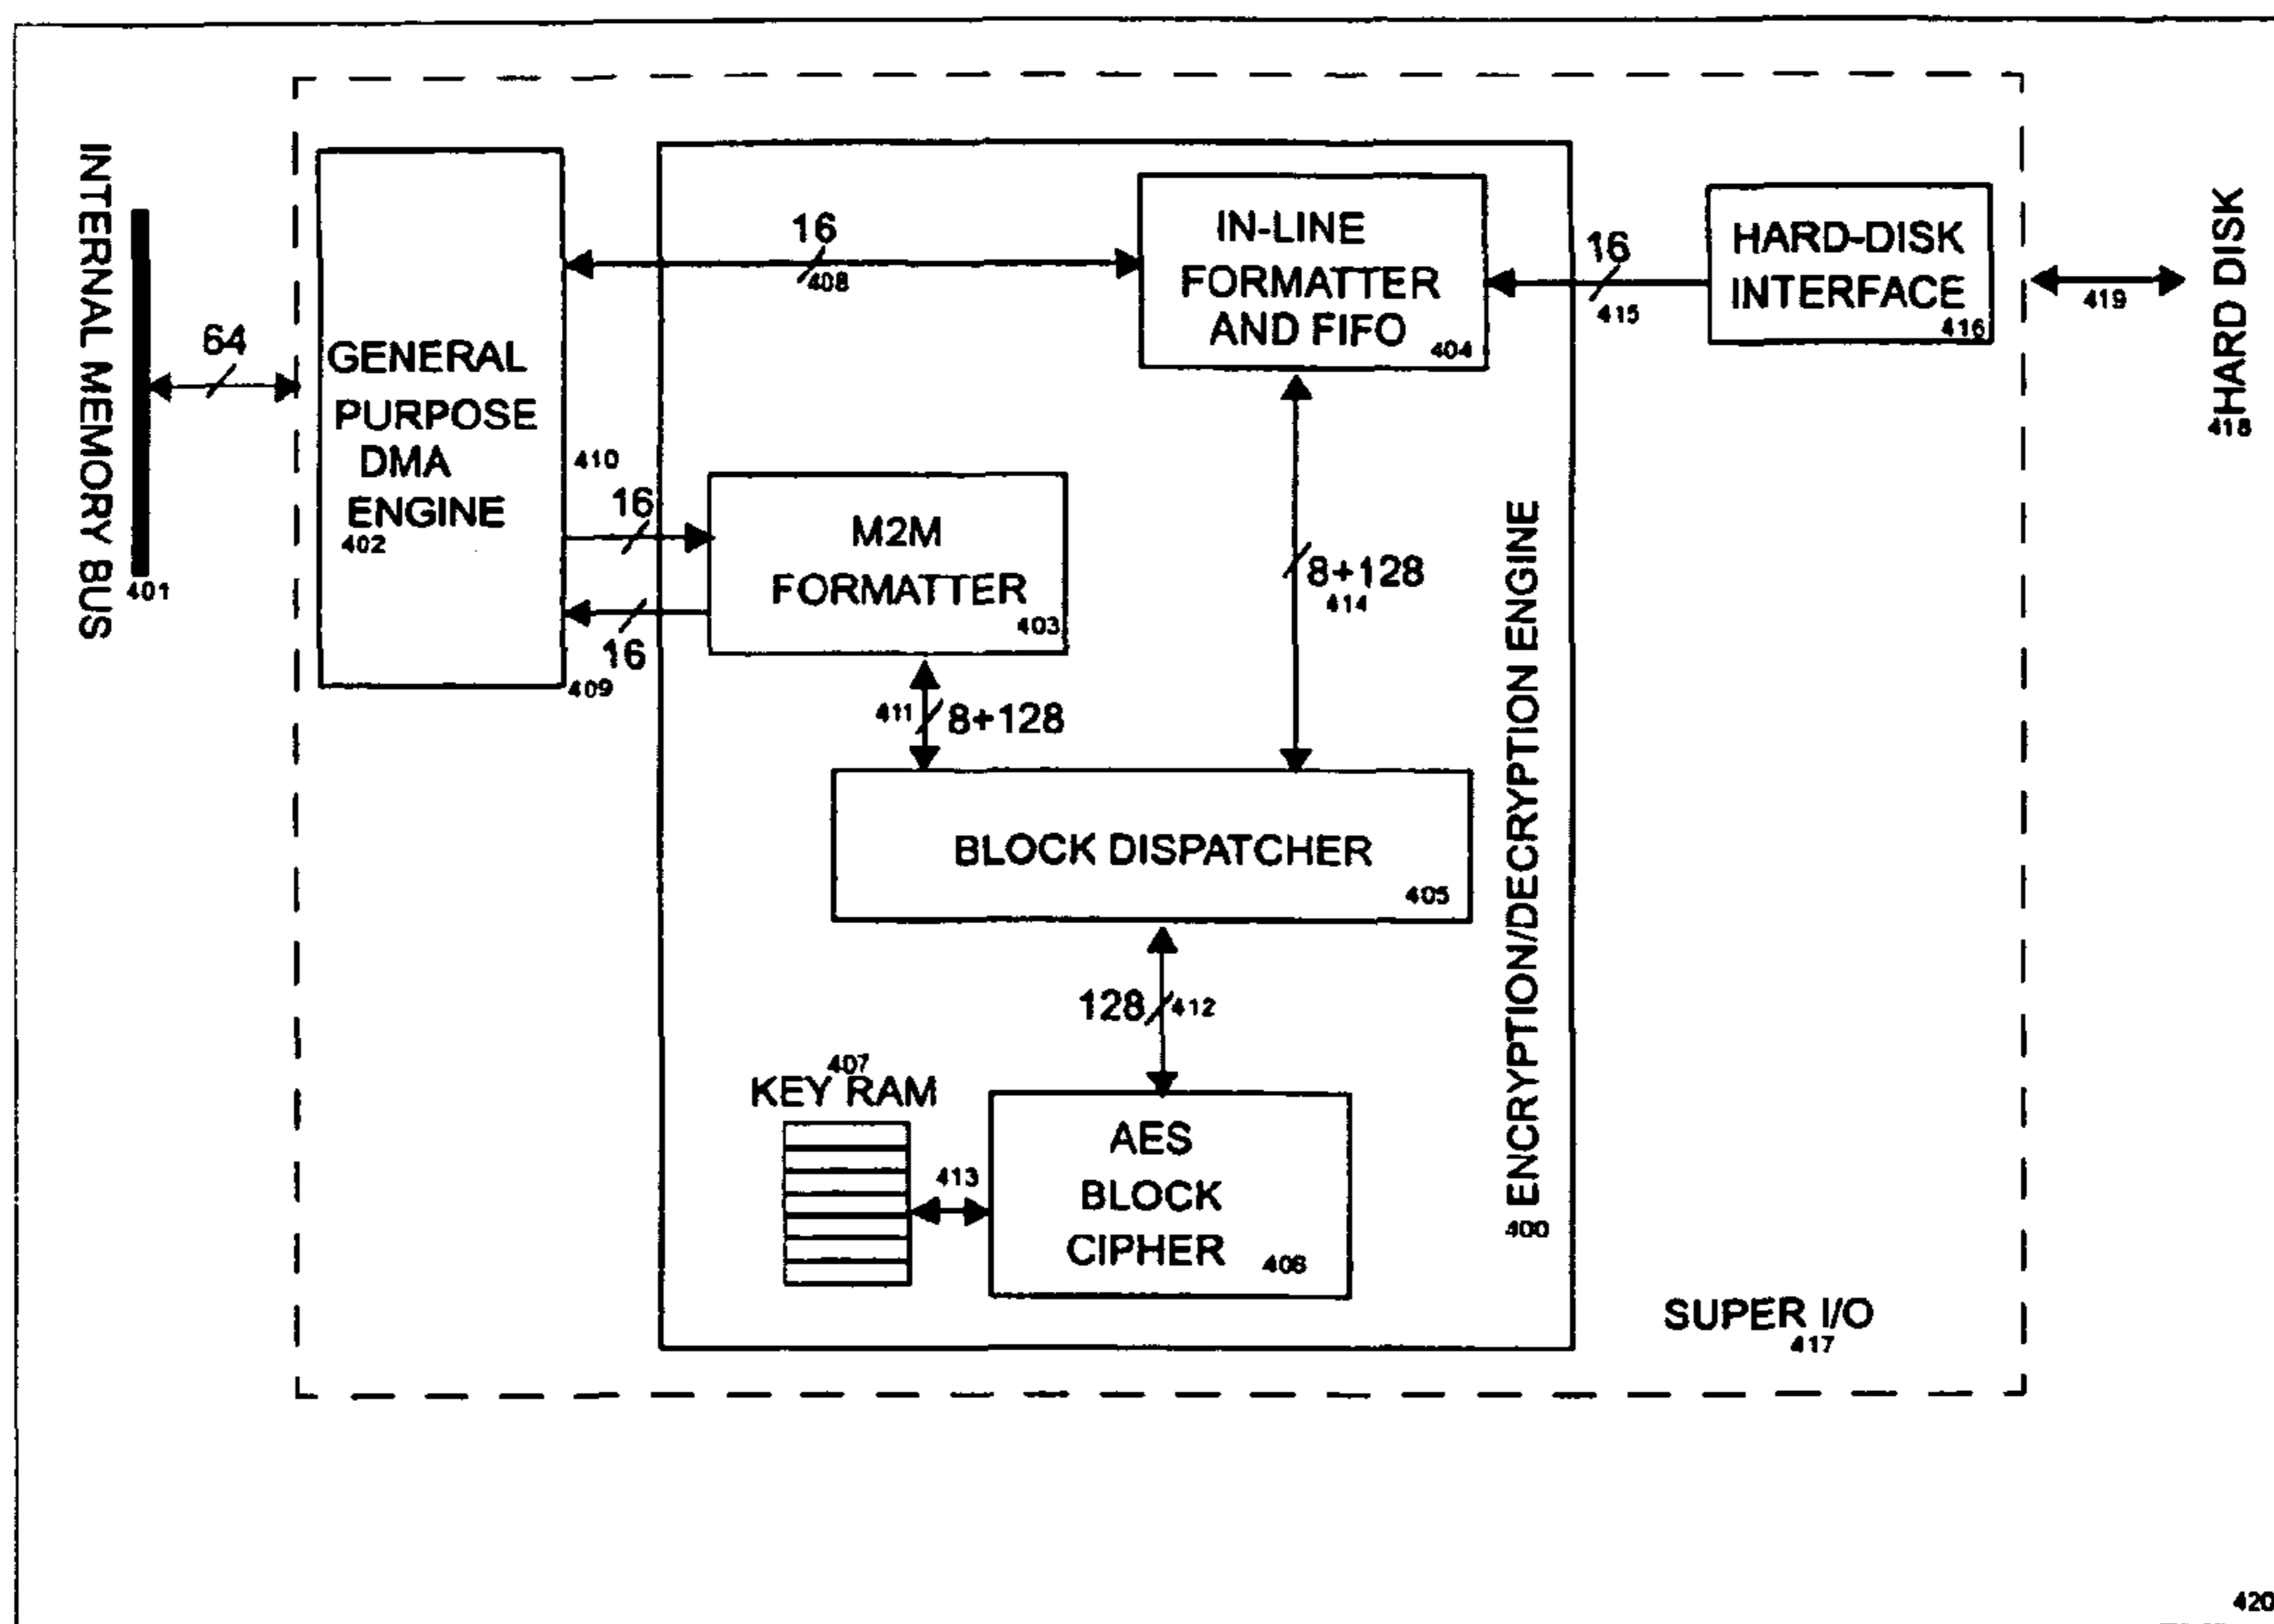 INTERNAL MEMORY BUS
401
64
GENERAL
PURPOSE
DMA
ENGINE
402
16
408
410
16
16
409
IN-LINE
FORMATTER
AND FIFO
404
16
415
HARD-DISK
INTERFACE
416
419
HARD DISK
418
M2M
FORMATTER
403
411
8+128
8+128
414
BLOCK DISPATCHER
405
128
412
407
KEY RAM
413
AES
BLOCK
CIPHER
406
ENCRYPTION/DECRYPTION ENGINE
400
SUPER I/O
417
420